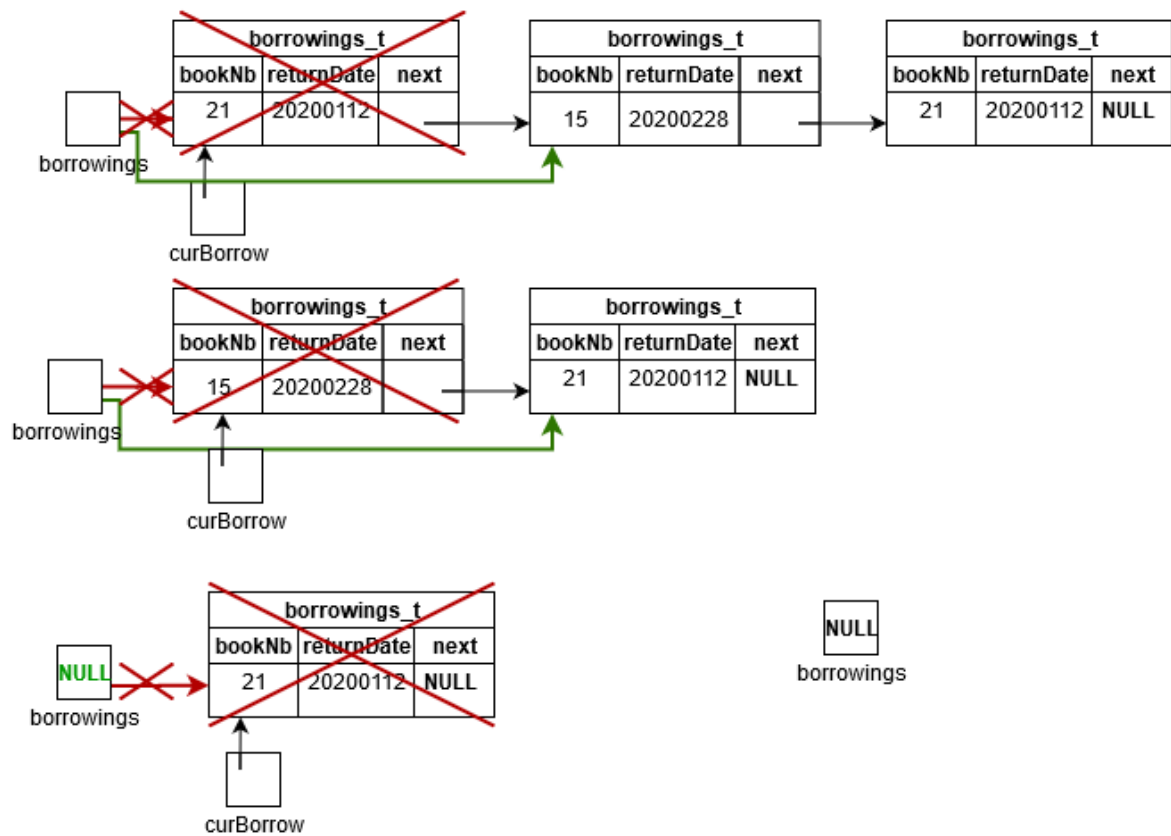 borrowings_t borrowings_t borrowings_t
bookNb returnDate next bookNb returnDate next bookNb returnDate next
21 20200112 15 20200228 21 20200112 NULL
borrowings
curBorrow
borrowings_t borrowings_t
bookNb returnDate next bookNb returnDate next
15 20200228 21 20200112 NULL
borrowings
curBorrow
borrowings_t
bookNb returnDate next
NULL 21 20200112 NULL NULL
borrowings borrowings
curBorrow